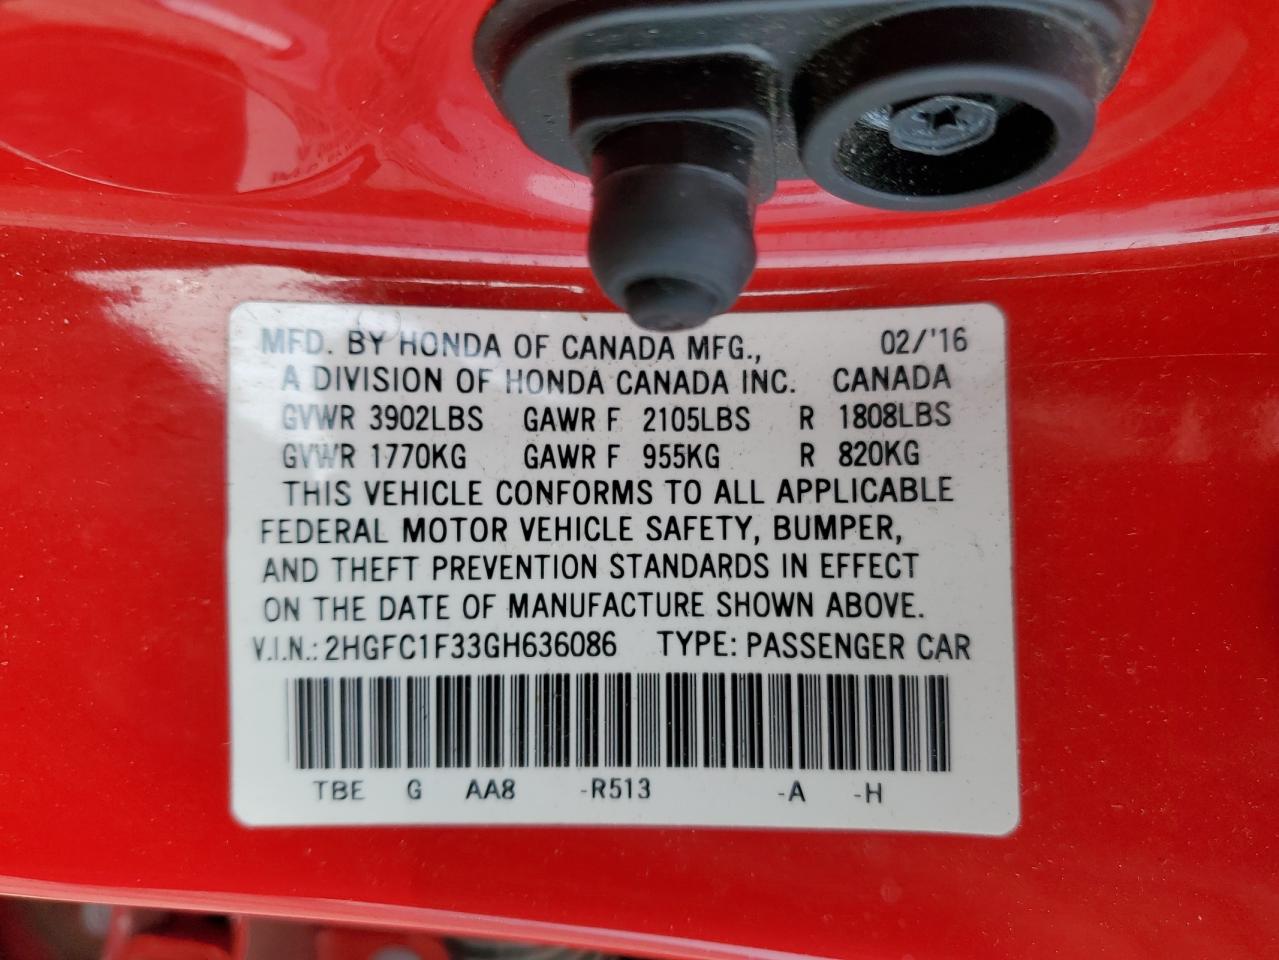 MFD. BY HONDA OF CANADA MFG., 02/'16
A DIVISION OF HONDA CANADA INC. CANADA
GVWR 3902LBS GAWR F 2105LBS R 1808LBS
GVWR 1770KG GAWR F 955KG R 820KG
THIS VEHICLE CONFORMS TO ALL APPLICABLE
FEDERAL MOTOR VEHICLE SAFETY, BUMPER,
AND THEFT PREVENTION STANDARDS IN EFFECT
ON THE DATE OF MANUFACTURE SHOWN ABOVE.
V.I.N.: 2HGFC1F33GH636086 TYPE: PASSENGER CAR
TBE G AA8 -R513 -A -H